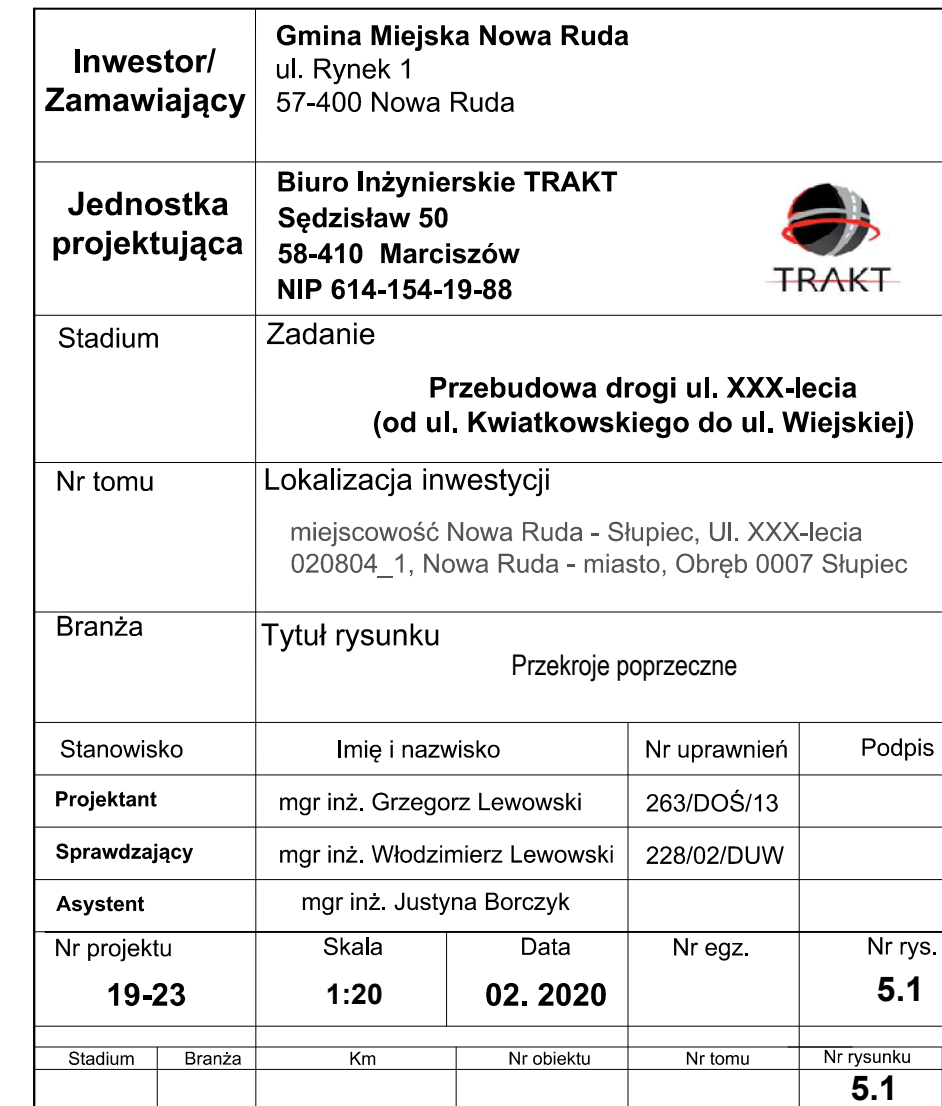 Inwestor/
Zamawiający
Gmina Miejska Nowa Ruda
ul. Rynek 1
57-400 Nowa Ruda
Jednostka
projektująca
Biuro Inżynierskie TRAKT
Sędzisław 50
58-410 Marciszów
NIP 614-154-19-88
TRAKT
Stadium
Zadanie
Przebudowa drogi ul. XXX-lecia
(od ul. Kwiatkowskiego do ul. Wiejskiej)
Nr tomu
Lokalizacja inwestycji
miejscowość Nowa Ruda - Słupiec, Ul. XXX-lecia
020804_1, Nowa Ruda - miasto, Obręb 0007 Słupiec
Branża
Tytuł rysunku
Przekroje poprzeczne
Stanowisko Imię i nazwisko Nr uprawnień Podpis
Projektant mgr inż. Grzegorz Lewowski 263/DOŚ/13
Sprawdzający mgr inż. Włodzimierz Lewowski 228/02/DUW
Asystent mgr inż. Justyna Borczyk
Nr projektu Skala Data Nr egz. Nr rys.
19-23 1:20 02. 2020 5.1
Stadium Branża Km Nr obiektu Nr tomu Nr rysunku
5.1